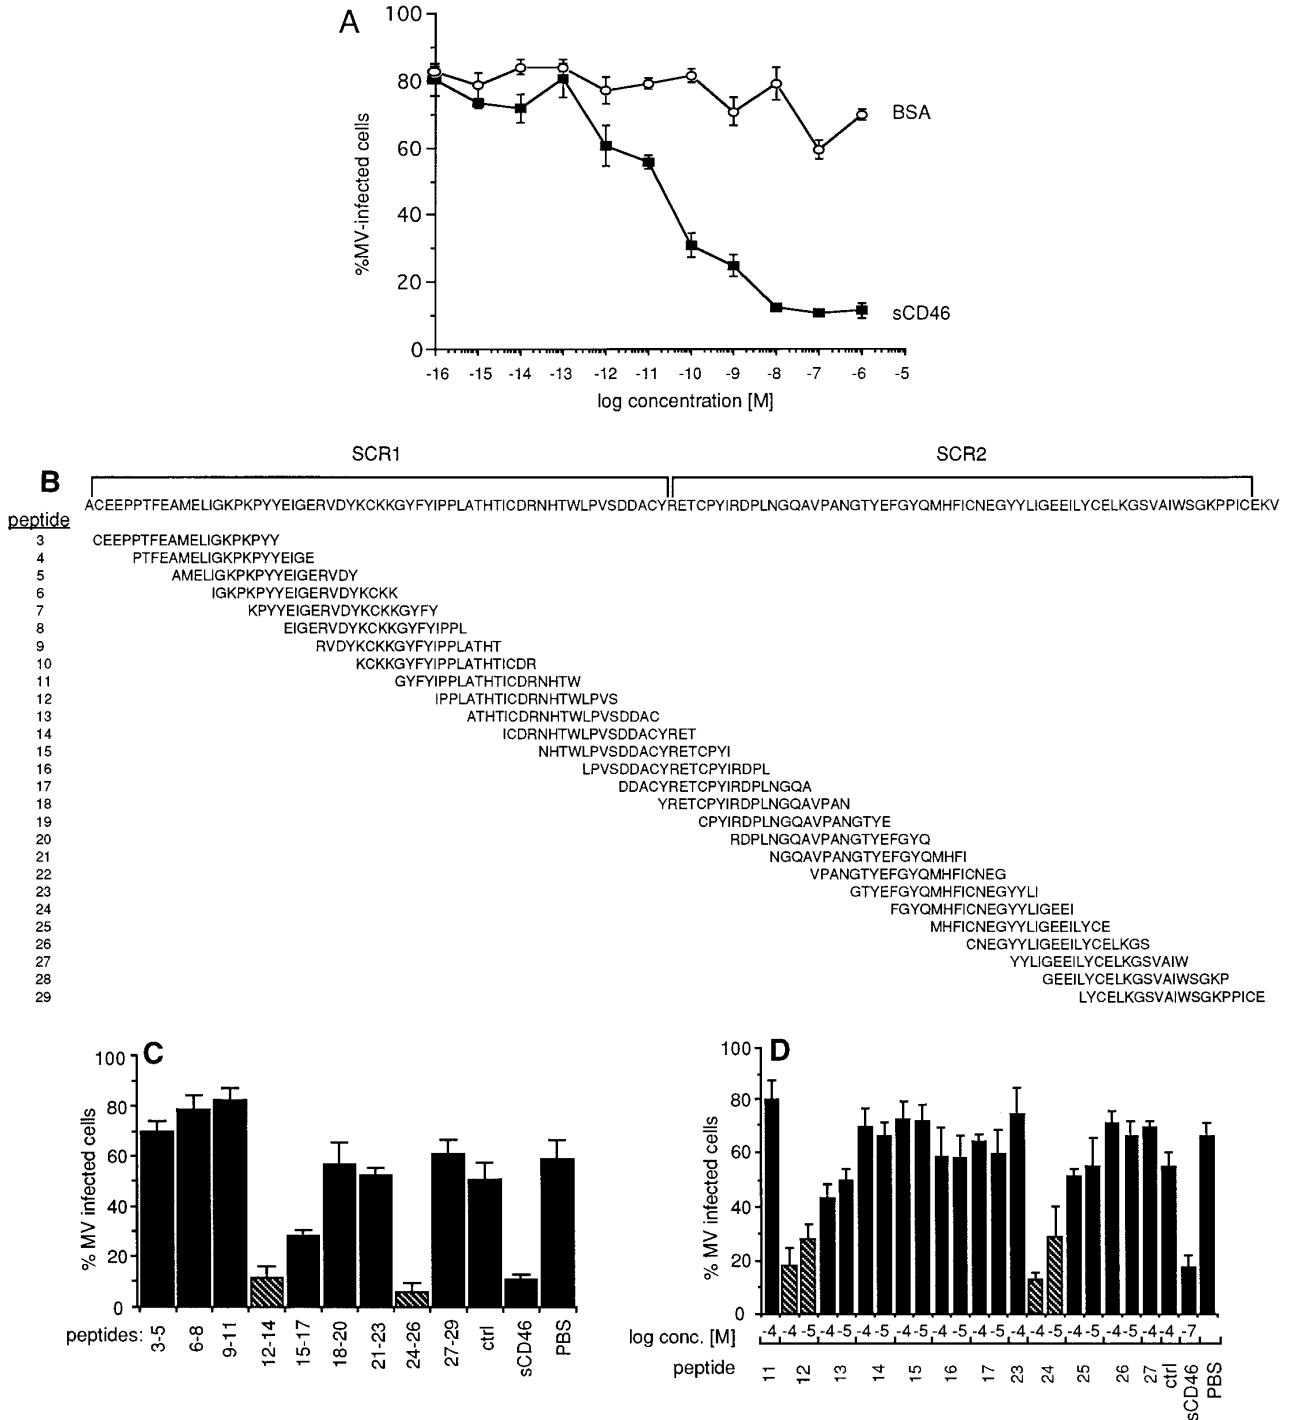 A
100
80
60
40
20
0
%MV-infected cells
BSA
sCD46
-16 -15 -14 -13 -12 -11 -10 -9 -8 -7 -6 -5
log concentration [M]
SCR1 SCR2
B
ACEEPPTFEAMELIGKPKPYYEIGERVDYKCKKGYFYIPPLATHTICDRNHTWLPVSDDACYRETCPYIRDPLNGQAVPANGTYEFGYQMHFICNEGYYLIGEEILYCELKGSVAIWSGKPPICEKV
peptide
3 CEEPPTFEAMELIGKPKPYY
4 PTFEAMELIGKPKPYYEIGE
5 AMELIGKPKPYYEIGERVDY
6 IGKPKPYYEIGERVDYKCKK
7 KPYYEIGERVDYKCKKGYFY
8 EIGERVDYKCKKGYFYIPPL
9 RVDYKCKKGYFYIPPLATHT
10 KCKKGYFYIPPLATHTICDR
11 GYFYIPPLATHTICDRNHTW
12 IPPLATHTICDRNHTWLPVS
13 ATHTICDRNHTWLPVSDDAC
14 ICDRNHTWLPVSDDACYRET
15 NHTWLPVSDDACYRETCPYI
16 LPVSDDACYRETCPYIRDPL
17 DDACYRETCPYIRDPLNGQA
18 YRETCPYIRDPLNGQAVPAN
19 CPYIRDPLNGQAVPANGTYE
20 RDPLNGQAVPANGTYEFGYQ
21 NGQAVPANGTYEFGYQMHFI
22 VPANGTYEFGYQMHFICNEG
23 GTYEFGYQMHFICNEGYYLI
24 FGYQMHFICNEGYYLIGEEI
25 MHFICNEGYYLIGEEILYCE
26 CNEGYYLIGEEILYCELKGS
27 YYLIGEEILYCELKGSVAIW
28 GEEILYCELKGSVAIWSGKP
29 LYCELKGSVAIWSGKPPICE
C
100
80
60
40
20
0
% MV infected cells
peptides: 3-5 6-8 9-11 12-14 15-17 18-20 21-23 24-26 27-29 ctrl sCD46 PBS
D
100
80
60
40
20
0
% MV infected cells
log conc. [M] -4 -4 -5 -4 -5 -4 -5 -4 -5 -4 -5 -4 -5 -4 -4 -5 -4 -5 -4 -5 -4 -4 -7
peptide 11 12 13 14 15 16 17 23 24 25 26 27 ctrl sCD46 PBS